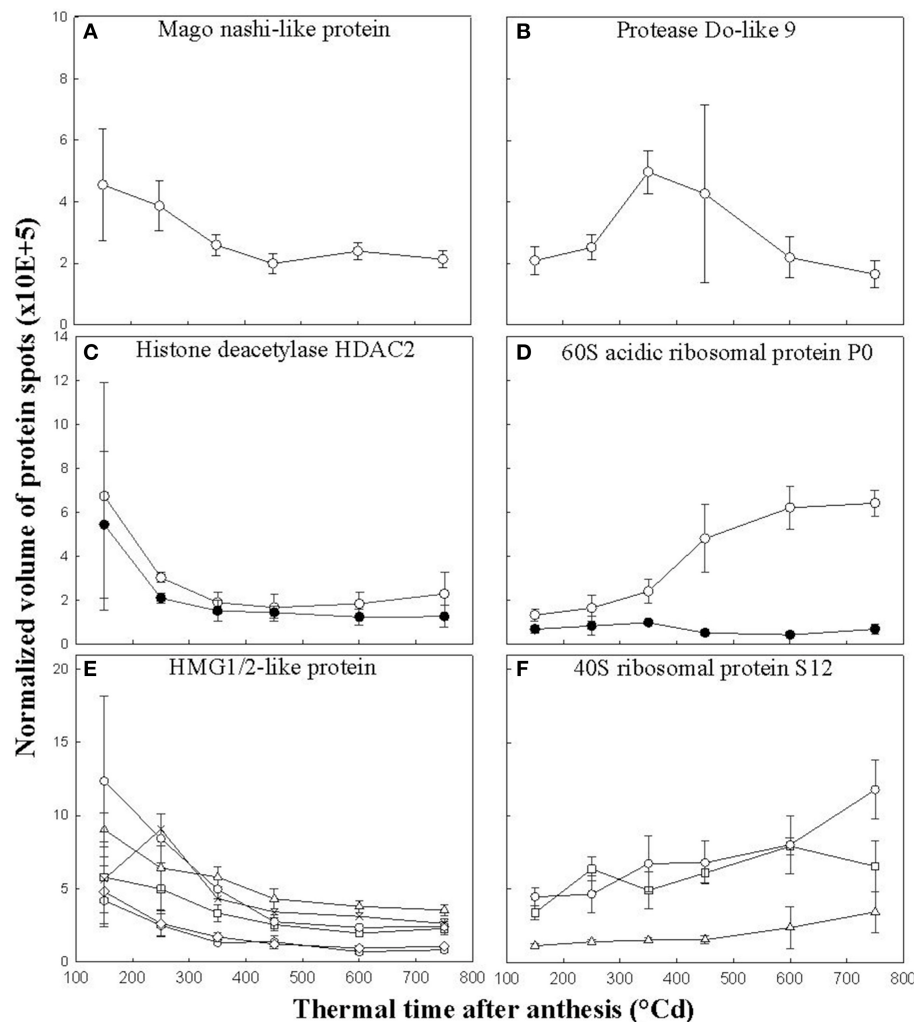 A Mago nashi-like protein
B Protease Do-like 9
10
8
6
4
2
0
C Histone deacetylase HDAC2
D 60S acidic ribosomal protein P0
14
12
10
8
6
4
2
0
E HMG1/2-like protein
F 40S ribosomal protein S12
20
15
10
5
0
100 200 300 400 500 600 700 800
100 200 300 400 500 600 700 800
Normalized volume of protein spots (x10E+5)
Thermal time after anthesis (°Cd)